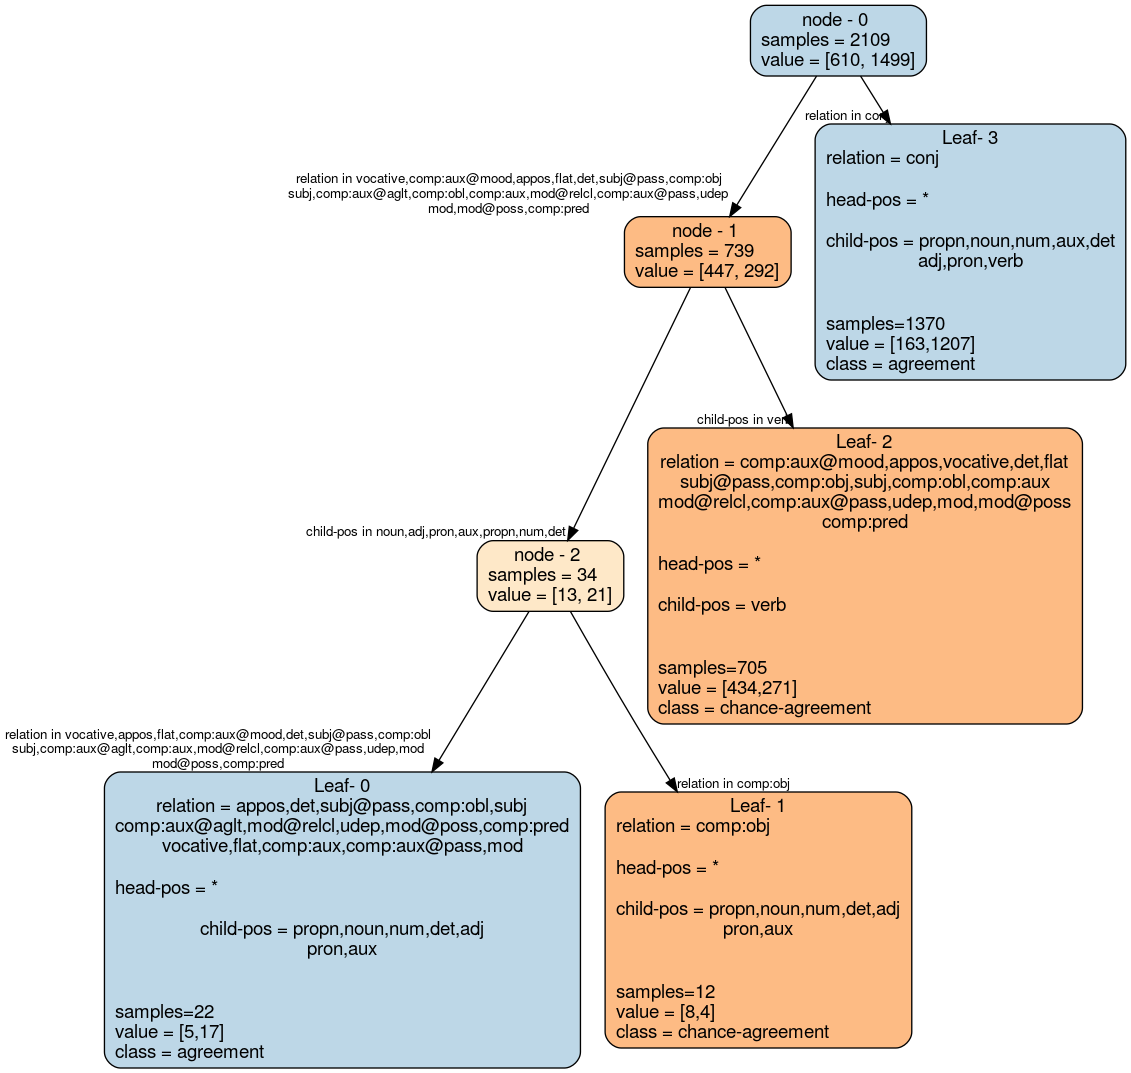 node - 0
samples = 2109
value = [610, 1499]
relation in
relation in vocative,comp:aux@mood,appos,flat,det,subj@pass,comp:obj
subj,comp:aux@aglt,comp:obl,comp:aux,mod@relcl,comp:aux@pass,udep
mod,mod@poss,comp:pred
Leaf- 3
relation = conj
head-pos = *
child-pos = propn,noun,num,aux,det
adj,pron,verb
samples=1370
value = [163,1207]
class = agreement
node - 1
samples = 739
value = [447, 292]
child-pos in
Leaf- 2
relation = comp:aux@mood,appos,vocative,det,flat
subj@pass,comp:obj,subj,comp:obl,comp:aux
mod@relcl,comp:aux@pass,udep,mod,mod@poss
comp:pred
head-pos = *
child-pos = verb
samples=705
value = [434,271]
class = chance-agreement
child-pos in noun,adj,pron,aux,propn,num,det
node - 2
samples = 34
value = [13, 21]
relation in vocative,appos,flat,comp:aux@mood,det,subj@pass,comp:obl
subj,comp:aux@aglt,comp:aux,mod@relcl,comp:aux@pass,udep,mod
mod@poss,comp:pred
relation in comp:obj
Leaf- 0
relation = appos,det,subj@pass,comp:obl,subj
comp:aux@aglt,mod@relcl,udep,mod@poss,comp:pred
vocative,flat,comp:aux,comp:aux@pass,mod
head-pos = *
child-pos = propn,noun,num,det,adj
pron,aux
samples=22
value = [5,17]
class = agreement
Leaf- 1
relation = comp:obj
head-pos = *
child-pos = propn,noun,num,det,adj
pron,aux
samples=12
value = [8,4]
class = chance-agreement